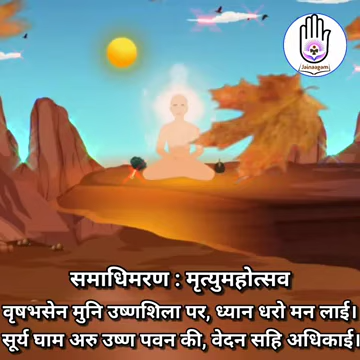 Jainaagam
समाधिमरण : मृत्युमहोत्सव
वृषभसेन मुनि उष्णशिला पर, ध्यान धरो मन लाई।
सूर्य घाम अरु उष्ण पवन की, वेदन सहि अधिकाई।